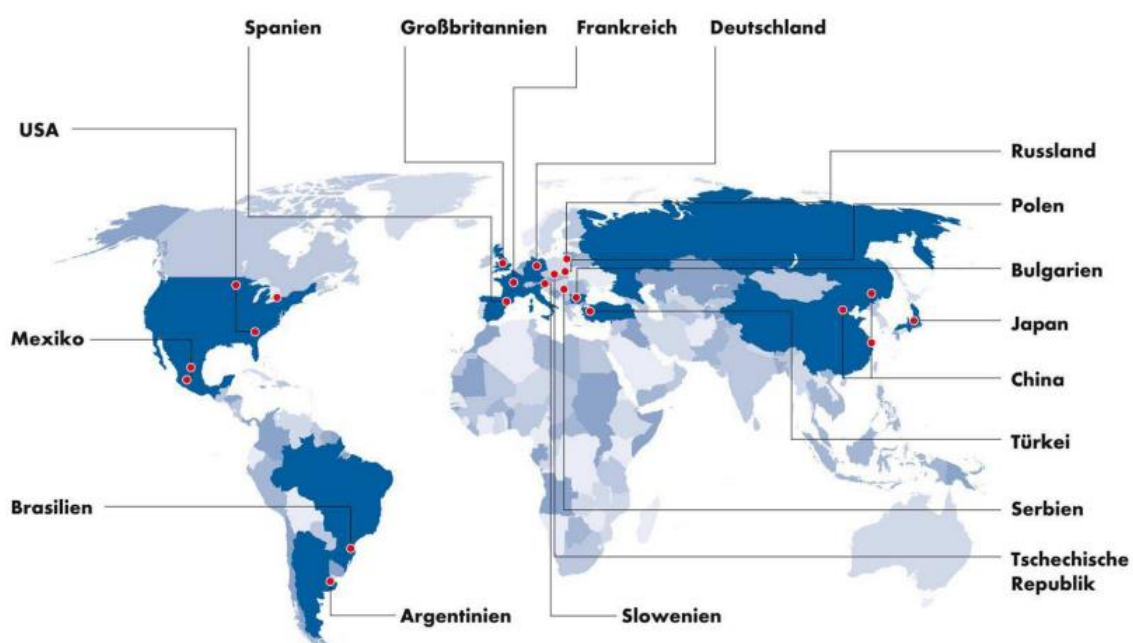 Spanien
Großbritannien
Frankreich
Deutschland
USA
Russland
Polen
Bulgarien
Mexiko
Japan
China
Türkei
Brasilien
Serbien
Tschechische
Republik
Argentinien
Slowenien